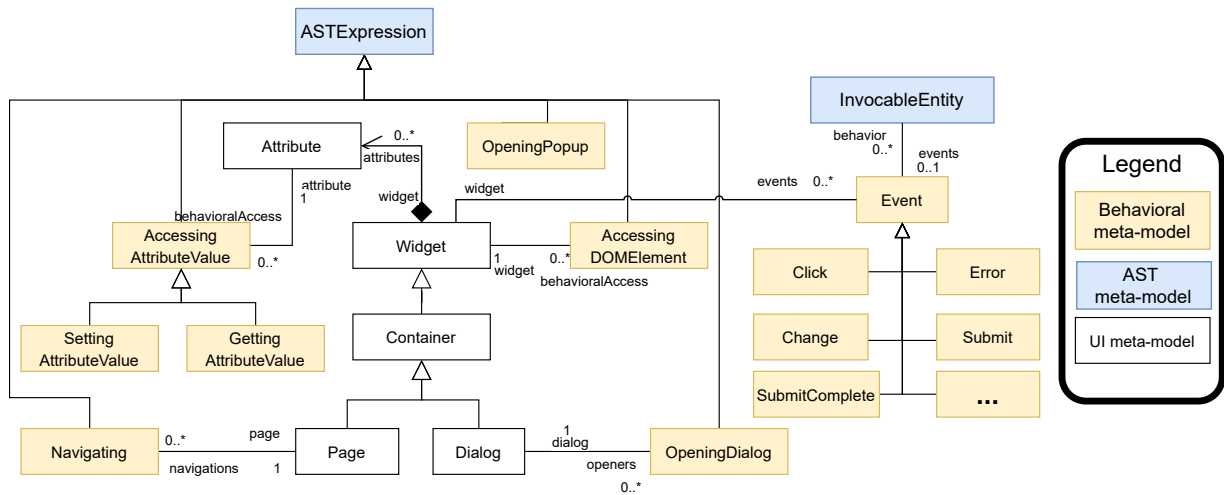 ASTExpression
InvocableEntity
behavior
0..*
events
0..1
Attribute
0..*
attributes
OpeningPopup
Legend
attribute
1
widget
widget
events
0..*
Event
Behavioral
meta-model
behavioralAccess
Accessing
AttributeValue
0..*
Widget
1
widget
0..*
behavioralAccess
Accessing
DOMElement
Click
Error
AST
meta-model
Setting
AttributeValue
Getting
AttributeValue
Container
Change
Submit
UI meta-model
SubmitComplete
...
Navigating
0..*
navigations
page
1
Page
Dialog
1
dialog
openers
0..*
OpeningDialog